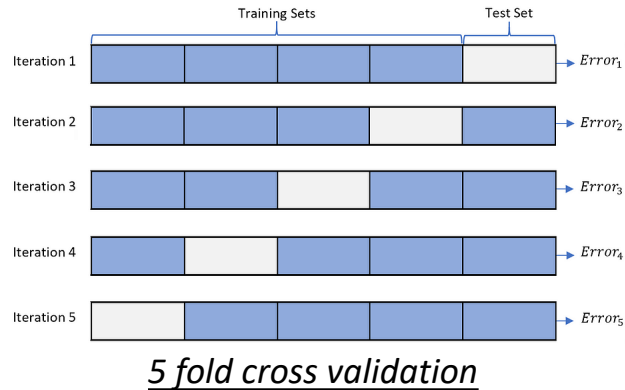 Training Sets
Test Set
Iteration 1
Error₁
Iteration 2
Error₂
Iteration 3
Error₃
Iteration 4
Error₄
Iteration 5
Error₅
5 fold cross validation